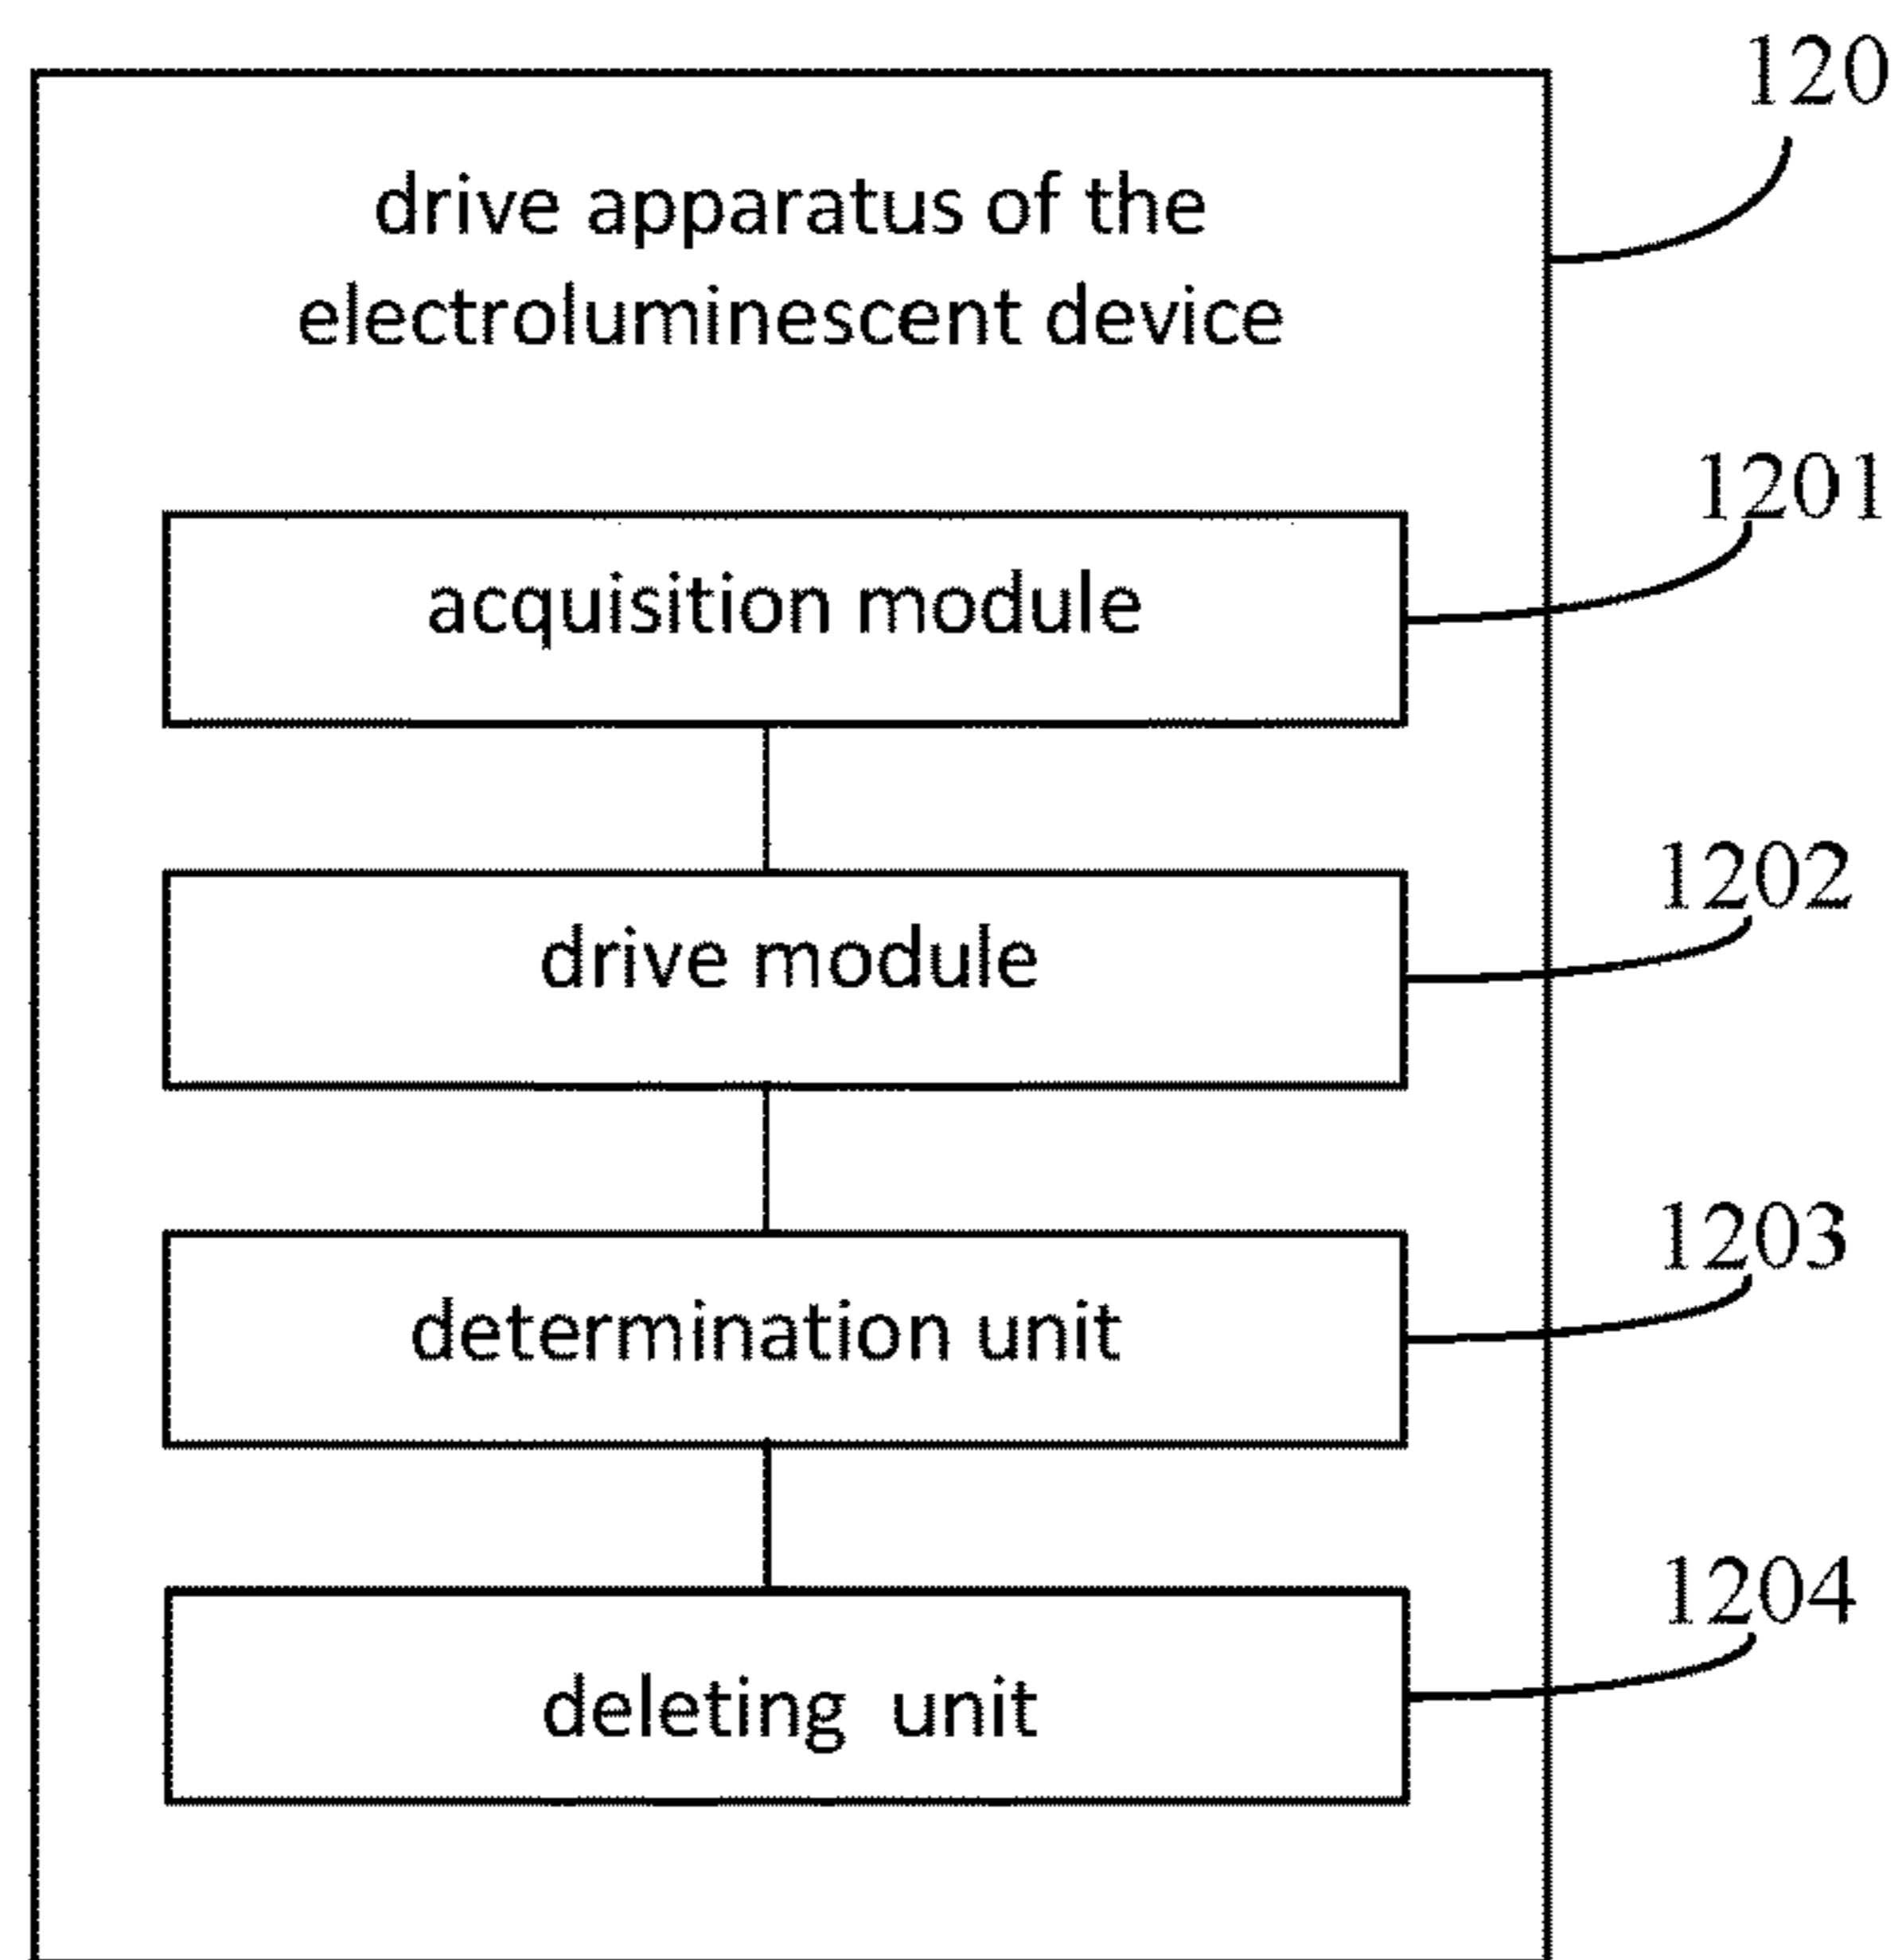 120
drive apparatus of the
electroluminescent device
1201
acquisition module
1202
drive module
1203
determination unit
1204
deleting unit